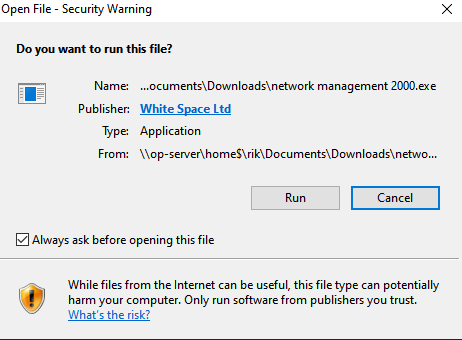 Open File - Security Warning
Do you want to run this file?
Name: ...ocuments\Downloads\network management 2000.exe
Publisher: White Space Ltd
Type: Application
From: \\op-server\home$\rik\Documents\Downloads\netwo...
Run Cancel
Always ask before opening this file
While files from the Internet can be useful, this file type can potentially
harm your computer. Only run software from publishers you trust.
What's the risk?